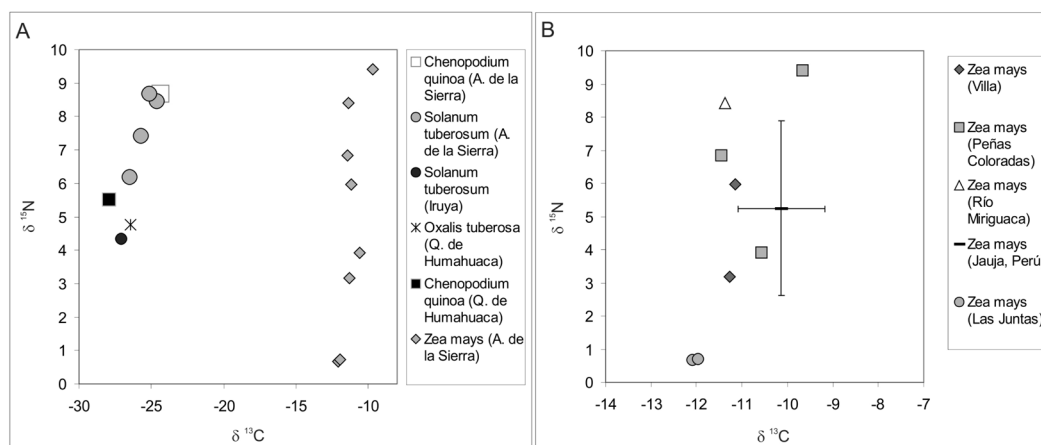 A
10
9
8
7
6
5
4
3
2
1
0
δ ¹⁵N
-30
-25
-20
-15
-10
δ ¹³C
Chenopodium
quinoa (A. de la
Sierra)
Solanum
tuberosum (A.
de la Sierra)
Solanum
tuberosum
(Iruya)
Oxalis tuberosa
(Q. de
Humahuaca)
Chenopodium
quinoa (Q. de
Humahuaca)
Zea mays (A. de
la Sierra)
B
10
9
8
7
6
5
4
3
2
1
0
δ ¹⁵N
-14
-13
-12
-11
-10
-9
-8
-7
δ ¹³C
Zea mays
(Villa)
Zea mays
(Peñas
Coloradas)
Zea mays
(Río
Miriguaca)
Zea mays
(Jauja, Perú
Zea mays
(Las Juntas)